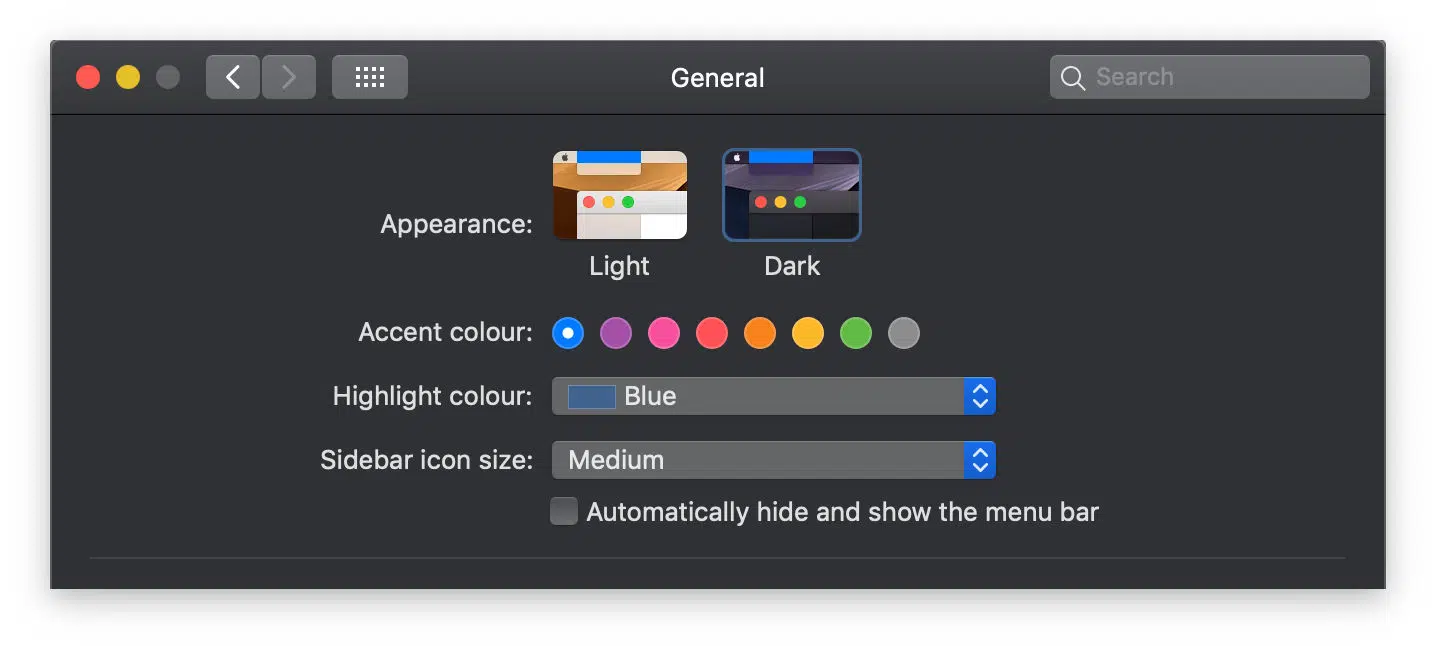 General
Search
Appearance:
Light
Dark
Accent colour:
Highlight colour: Blue
Sidebar icon size: Medium
Automatically hide and show the menu bar